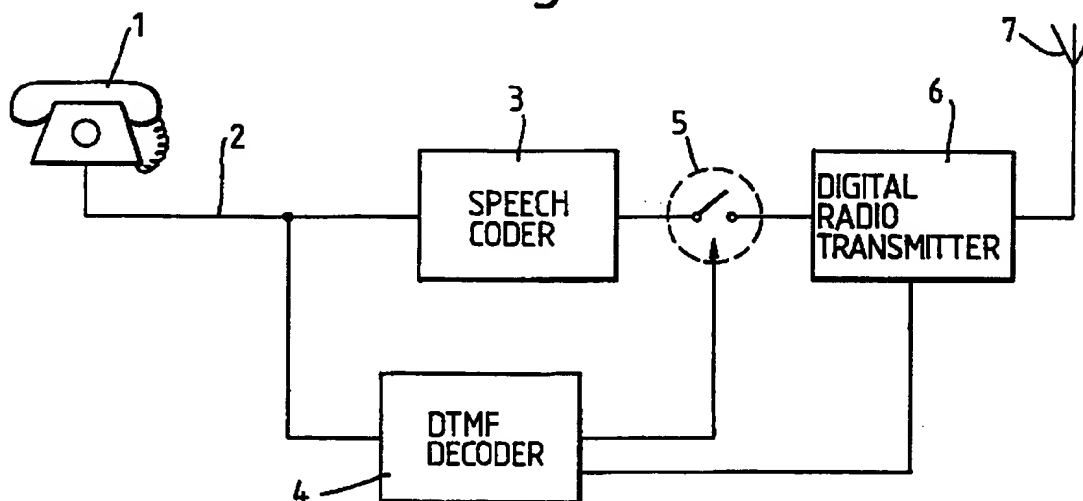 1
2
3
SPEECH
CODER
5
6
DIGITAL
RADIO
TRANSMITTER
7
DTMF
DECODER
4